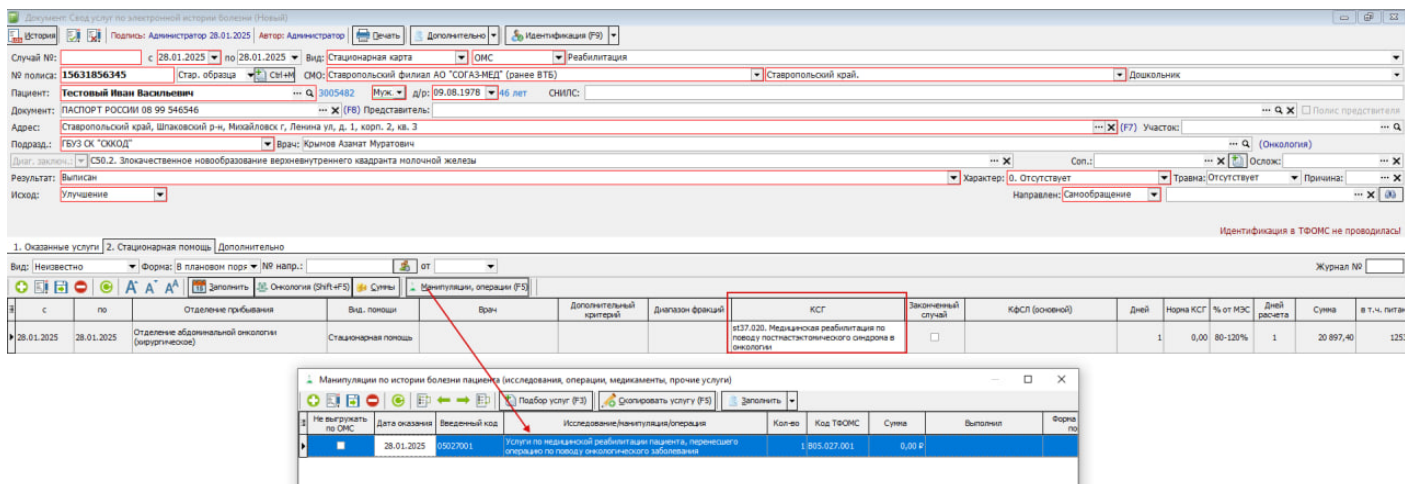 Документ: Свод услуг по электронной истории болезни (Новый)
История Подпись: Администратор 28.01.2025 Автор: Администратор Печать Дополнительно Идентификация (F9)
Случай №: с 28.01.2025 по 28.01.2025 Вид: Стационарная карта ОМС Реабилитация
№ полиса: 15631856345 Стар. образца Ctrl+M СМО: Ставропольский филиал АО "СОГАЗ-МЕД" (ранее ВТБ) Ставропольский край. Дошкольник
Пациент: Тестовый Иван Васильевич 3005482 Муж. д/р: 09.08.1978 46 лет СНИЛС:
Документ: ПАСПОРТ РОССИИ 08 99 546546 (F8) Представитель: Полис представителя
Адрес: Ставропольский край, Шпаковский р-н, Михайловск г, Ленина ул, д. 1, корп. 2, кв. 3 (F7) Участок:
Подразд.: ГБУЗ СК "СККОД" Врач: Крымов Азамат Муратович (Онкология)
Диаг. заключ.: C50.2. Злокачественное новообразование верхневнутреннего квадранта молочной железы Соп.: Ослож:
Результат: Выписан Характер: 0. Отсутствует Травма: Отсутствует Причина:
Исход: Улучшение Направлен: Самообращение
Идентификация в ТФОМС не проводилась!
1. Оказанные услуги 2. Стационарная помощь Дополнительно
Вид: Неизвестно Форма: В плановом поря № напр.: от Журнал №
Заполнить Онкология (Shift+F5) Суммы Манипуляции, операции (F5)
с по Отделение прибывания Вид. помощи Врач Дополнительный критерий Диапазон фракций КСГ Законченный случай КФСЛ (основной) Дней Норма КСГ % от МЭС Дней расчета Сумма в т.ч. питан
28.01.2025 28.01.2025 Отделение абдоминальной онкологии (хирургическое) Стационарная помощь st37.020. Медицинская реабилитация по поводу постмастэктомического синдрома в онкологии 1 0,00 80-120% 1 20 897,40 1253
Манипуляции по истории болезни пациента (исследования, операции, медикаменты, прочие услуги)
Подбор услуг (F3) Скопировать услугу (F5) Заполнить
Не выгружать по ОМС Дата оказания Введенный код Исследование/манипуляция/операция Кол-во Код ТФОМС Сумма Выполнил Форма по
28.01.2025 05027001 Услуги по медицинской реабилитации пациента, перенесшего операцию по поводу онкологического заболевания 1 B05.027.001 0,00 ₽